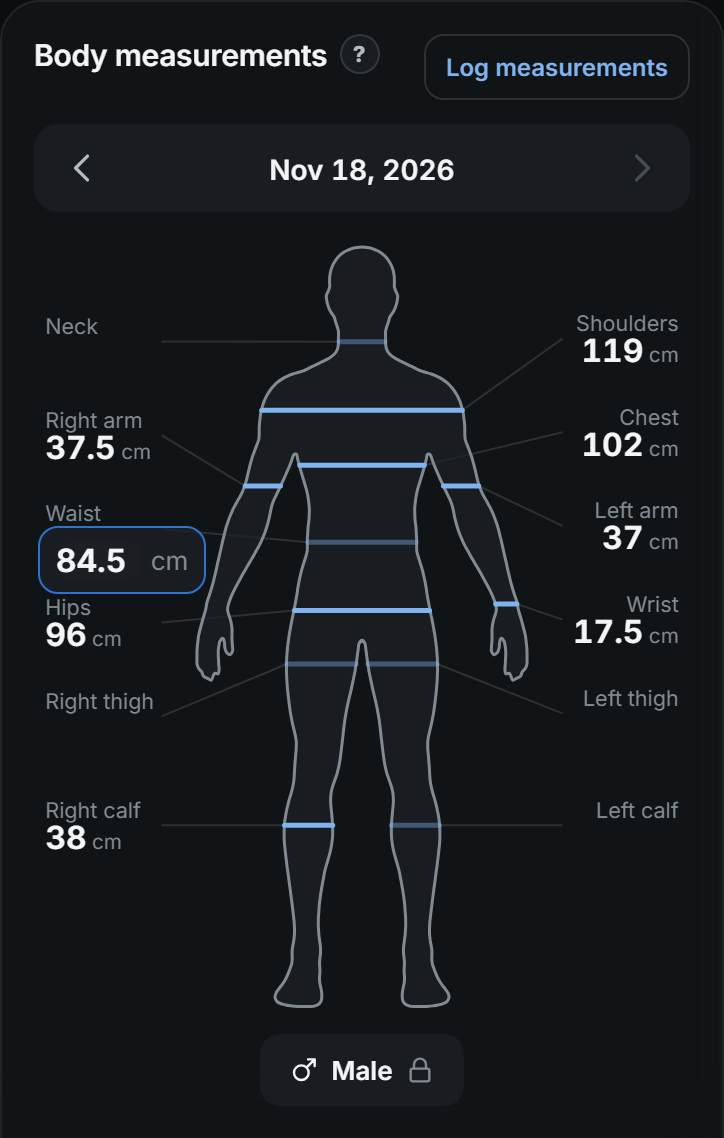 Body measurements ?
Log measurements
Nov 18, 2026
Neck
Shoulders
119 cm
Right arm
37.5 cm
Chest
102 cm
Waist
84.5 cm
Left arm
37 cm
Hips
96 cm
Wrist
17.5 cm
Right thigh
Left thigh
Right calf
38 cm
Left calf
Male